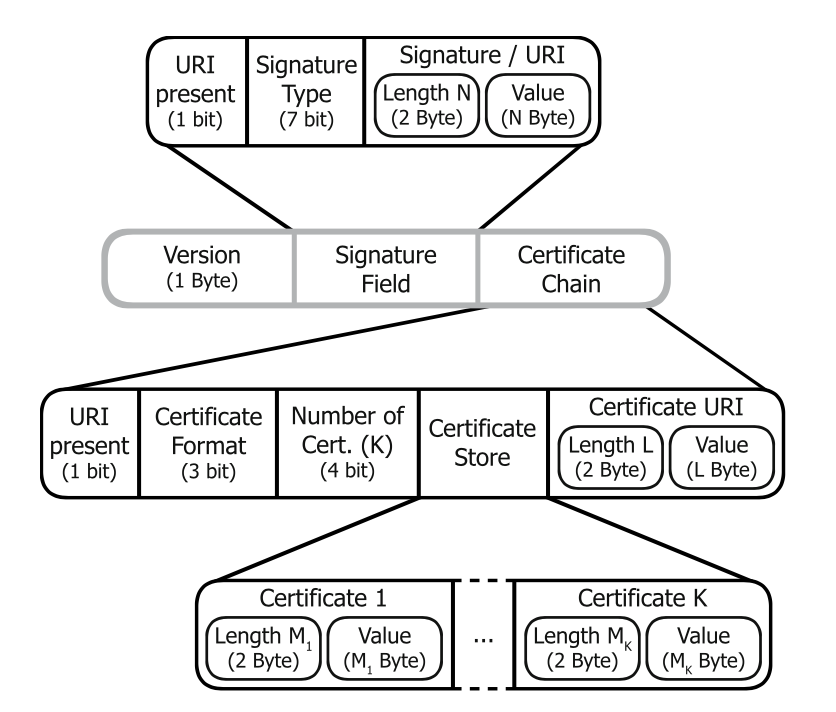 URI
present
(1 bit)
Signature
Type
(7 bit)
Signature / URI
Length N
(2 Byte)
Value
(N Byte)
Version
(1 Byte)
Signature
Field
Certificate
Chain
URI
present
(1 bit)
Certificate
Format
(3 bit)
Number of
Cert. (K)
(4 bit)
Certificate
Store
Certificate URI
Length L
(2 Byte)
Value
(L Byte)
Certificate 1
Length M₁
(2 Byte)
Value
(M₁ Byte)
...
Certificate K
Length Mₖ
(2 Byte)
Value
(Mₖ Byte)